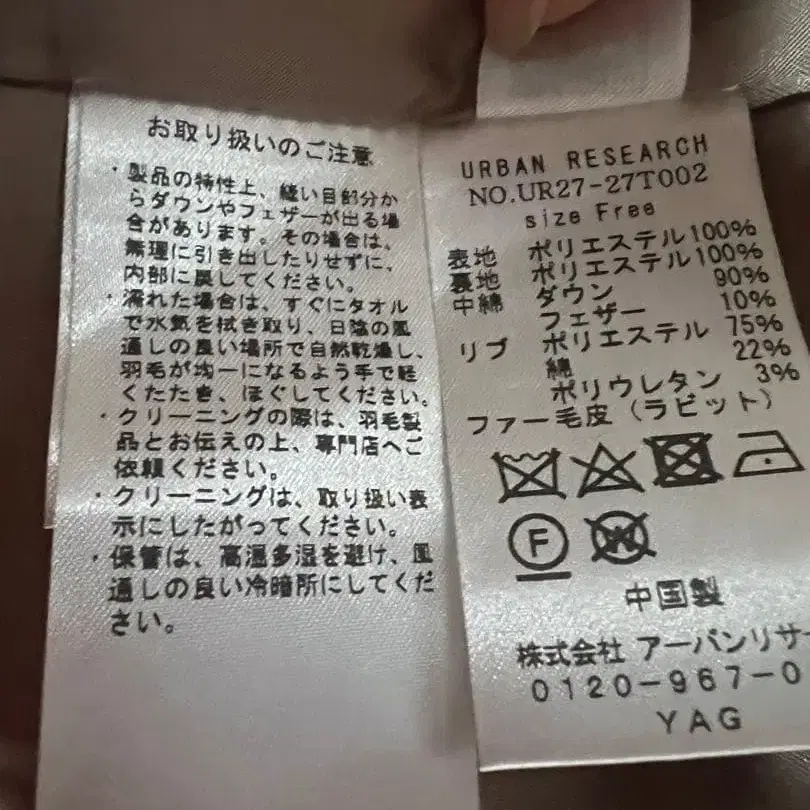 お取り扱いのご注意
・製品の特性上、縫い目部分か
らダウンやフェザーが出る場
合があります。その場合は、
無理に引き出したりせずに、
内部に戻してください。
・濡れた場合は、すぐにタオル
で水気を拭き取り、日陰の風
通しの良い場所で自然乾燥し、
羽毛が均一になるよう手で軽
くたたき、ほぐしてください。
・クリーニングの際は、羽毛製
品とお伝えの上、専門店へご
依頼ください。
・クリーニングは、取り扱い表
示にしたがってください。
・保管は、高温多湿を避け、風
通しの良い冷暗所にしてくだ
さい。
URBAN RESEARCH
NO.UR27-27T002
size Free
表地 ポリエステル100%
裏地 ポリエステル100%
中綿 ダウン 90%
フェザー 10%
リブ ポリエステル 75%
綿 22%
ポリウレタン 3%
ファー毛皮(ラビット)
F
W
中国製
株式会社 アーバンリサ
0120-967-0
YAG